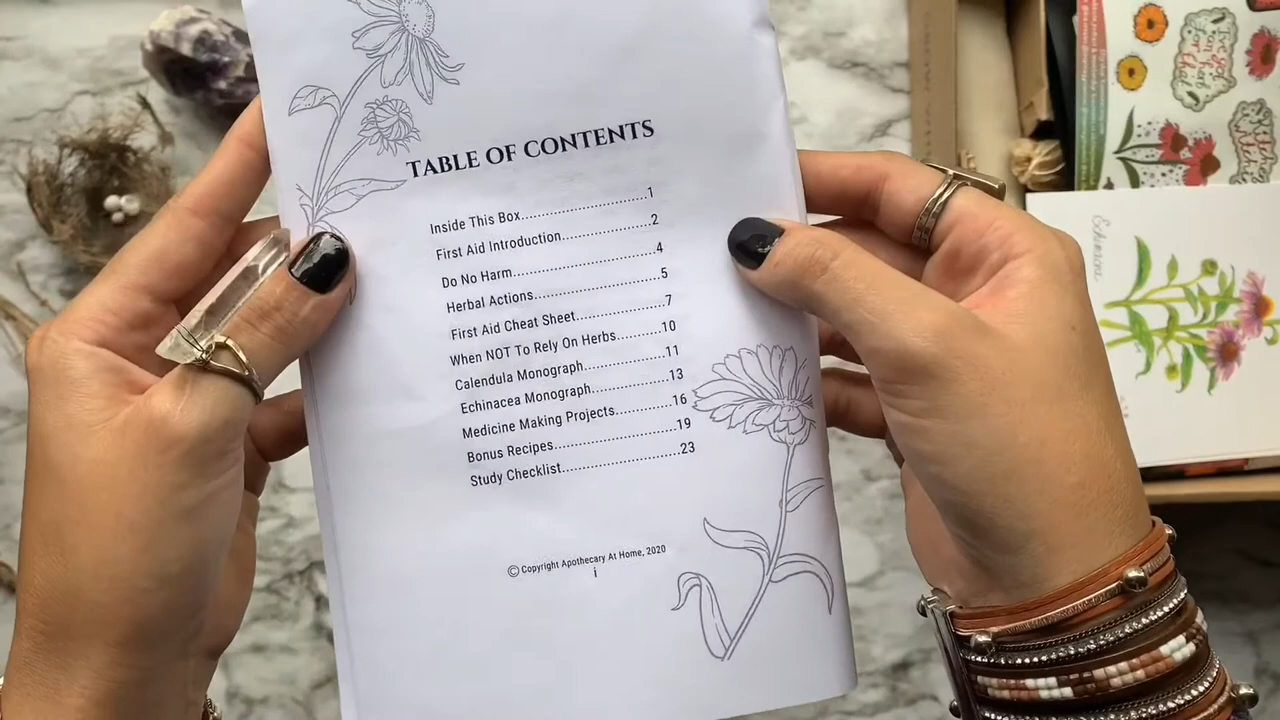 TABLE OF CONTENTS
Inside This Box........................1
First Aid Introduction.................2
Do No Harm.............................4
Herbal Actions.........................5
First Aid Cheat Sheet..................7
When NOT To Rely On Herbs..........10
Calendula Monograph................11
Echinacea Monograph................13
Medicine Making Projects...........16
Bonus Recipes......................19
Study Checklist....................23
© Copyright Apothecary At Home, 2020
i
Echinacea